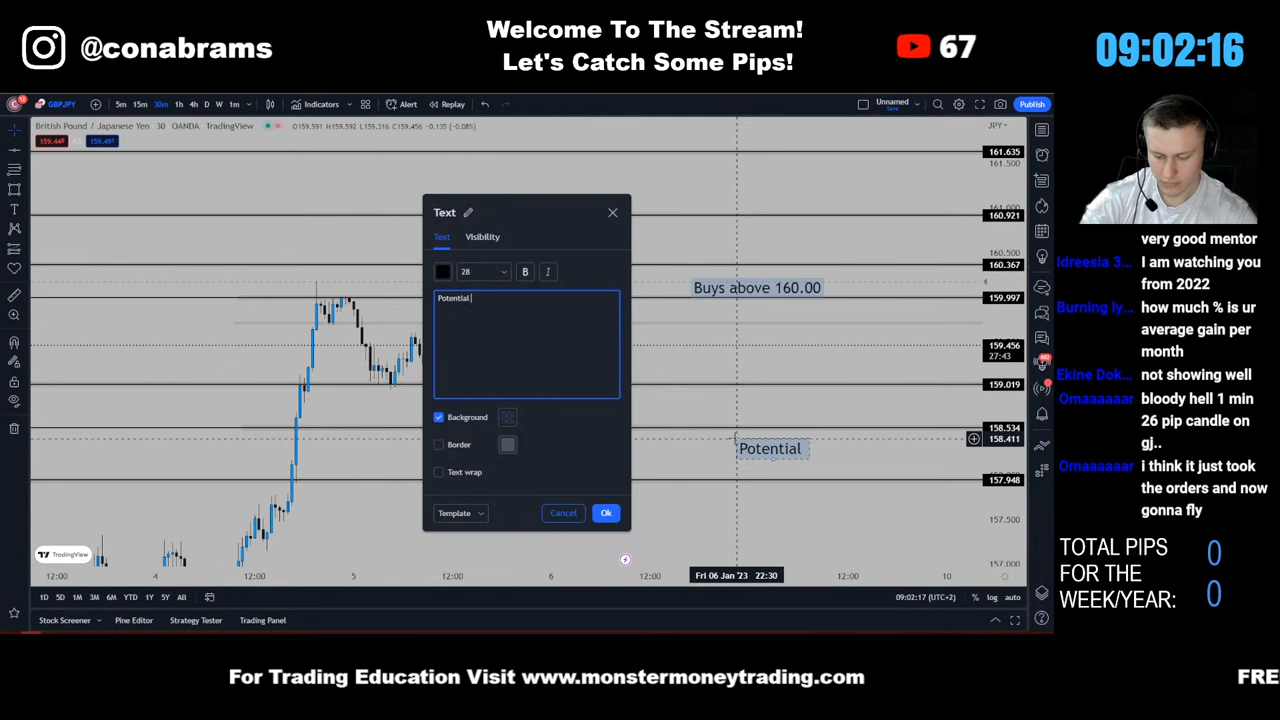 @conabrams
Welcome To The Stream!
Let's Catch Some Pips!
67
09:02:16
GBPJPY
5m 15m 30m 1h 4h D W 1m
Indicators
Alert
Replay
Unnamed
Save
Publish
British Pound / Japanese Yen · 30 · OANDA · TradingView
O159.591 H159.592 L159.316 C159.456 -0.135 (-0.08%)
JPY
161.635
161.500
160.921
160.500
160.367
159.997
159.456
27:43
159.019
158.534
158.411
157.948
157.500
157.000
Text
Text Visibility
28 B I
Potential
Background
Border
Text wrap
Template
Cancel
Ok
Buys above 160.00
Potential
TradingView
12:00 4 12:00 5 12:00 6 12:00 Fri 06 Jan '23 22:30 12:00 10
1D 5D 1M 3M 6M YTD 1Y 5Y All
09:02:17 (UTC+2) % log auto
Stock Screener Pine Editor Strategy Tester Trading Panel
very good mentor
Idreesia 3... I am watching you
from 2022
Burning ly... how much % is ur
average gain per
month
Ekine Dok... not showing well
Omaaaaaar bloody hell 1 min
26 pip candle on
gj..
Omaaaaaar i think it just took
the orders and now
gonna fly
TOTAL PIPS 0
FOR THE
WEEK/YEAR: 0
For Trading Education Visit www.monstermoneytrading.com
FRE